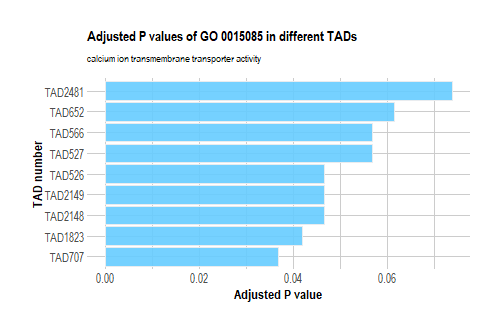 Adjusted P values of GO 0015085 in different TADs
calcium ion transmembrane transporter activity
TAD2481
TAD652
TAD566
TAD527
TAD526
TAD2149
TAD2148
TAD1823
TAD707
TAD number
0.00 0.02 0.04 0.06
Adjusted P value